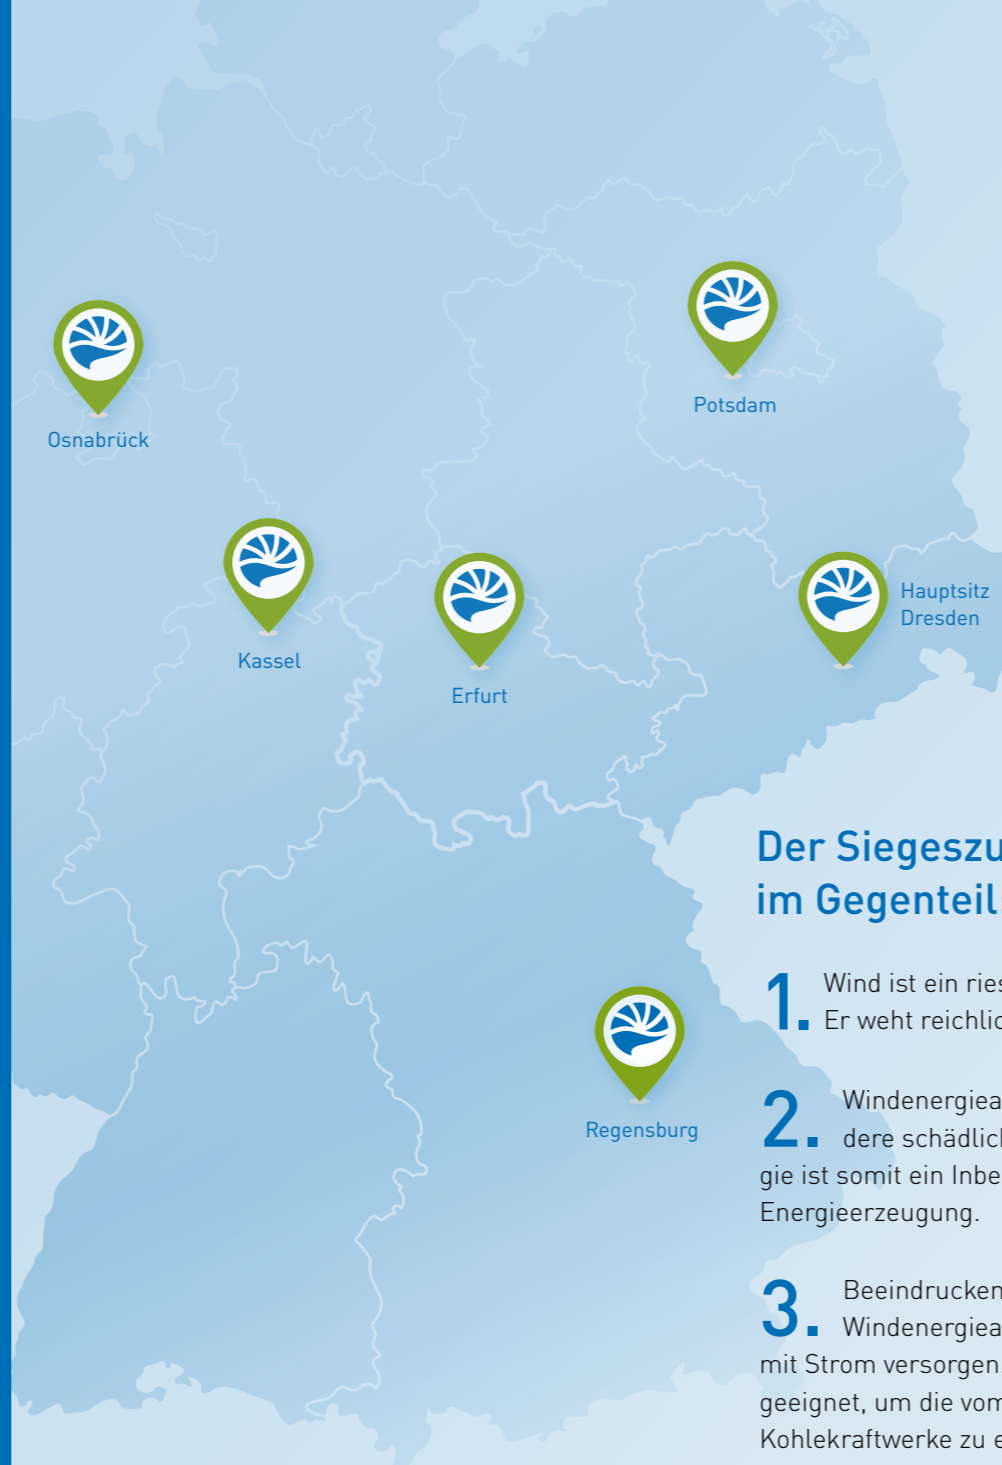 Potsdam
Osnabrück
Hauptsitz
Dresden
Kassel
Erfurt
Der Siegeszu
im Gegenteil
1. Wind ist ein ries
Er weht reichlic
Regensburg
2. Windenergiea
dere schädlich
gie ist somit ein Inbe
Energieerzeugung.
3. Beeindrucken
Windenergiea
mit Strom versorgen.
geeignet, um die vom
Kohlekraftwerke zu e